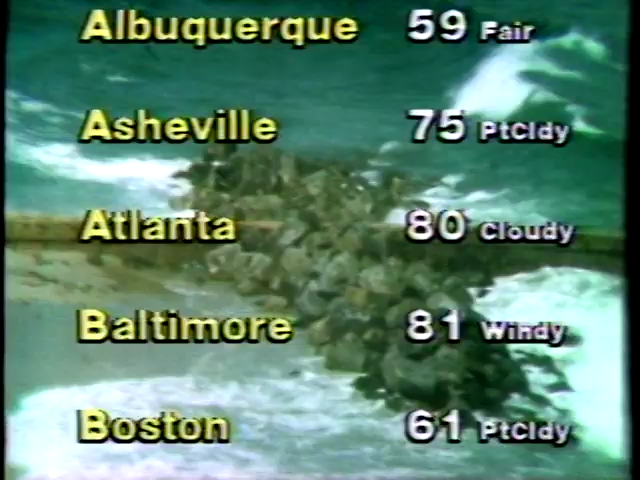 Albuquerque 59 Fair
Asheville 75 PtCldy
Atlanta 80 Cloudy
Baltimore 81 Windy
Boston 61 PtCldy